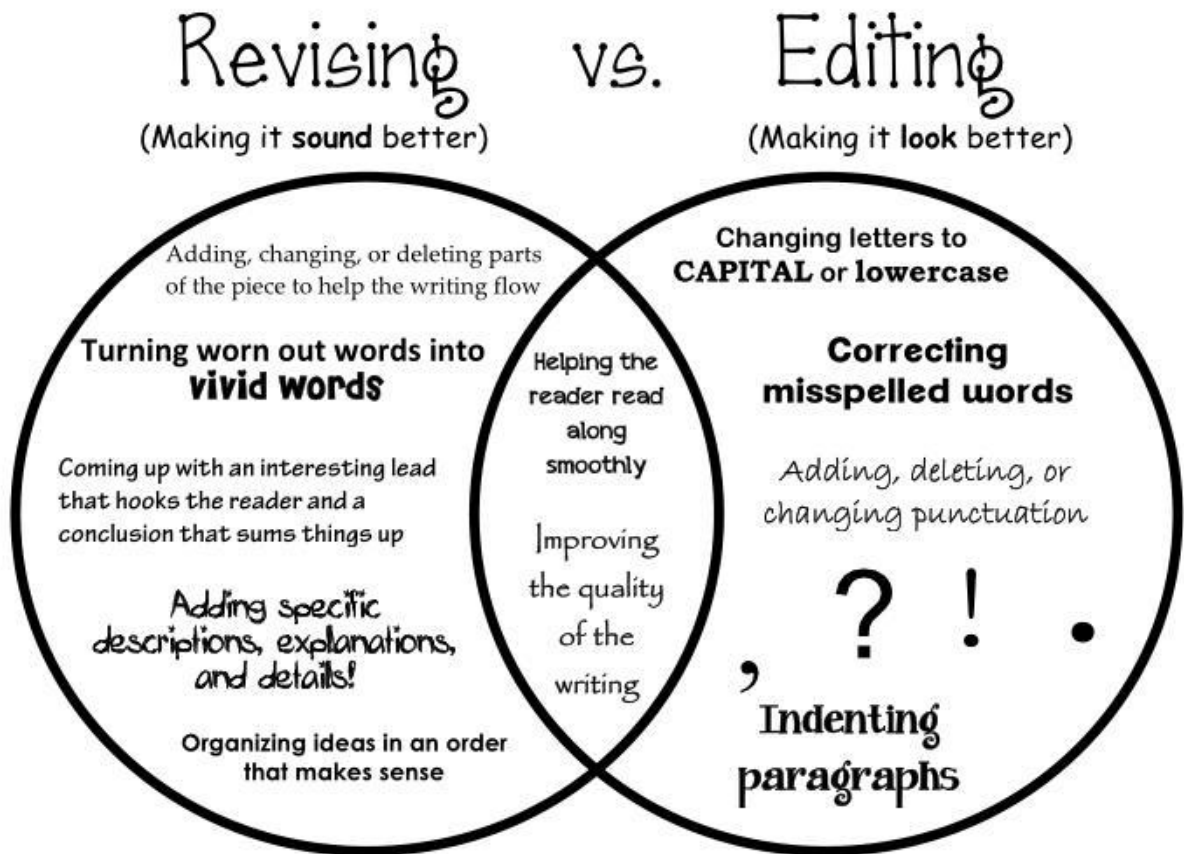 Revising vs. Editing
(Making it sound better)
(Making it look better)
Adding, changing, or deleting parts
of the piece to help the writing flow
Turning worn out words into
vivid words
Coming up with an interesting lead
that hooks the reader and a
conclusion that sums things up
Adding specific
descriptions, explanations,
and details!
Organizing ideas in an order
that makes sense
Helping the
reader read
along
smoothly
Improving
the quality
of the
writing
Changing letters to
CAPITAL or lowercase
Correcting
misspelled words
Adding, deleting, or
changing punctuation
, ? ! .
Indenting
paragraphs